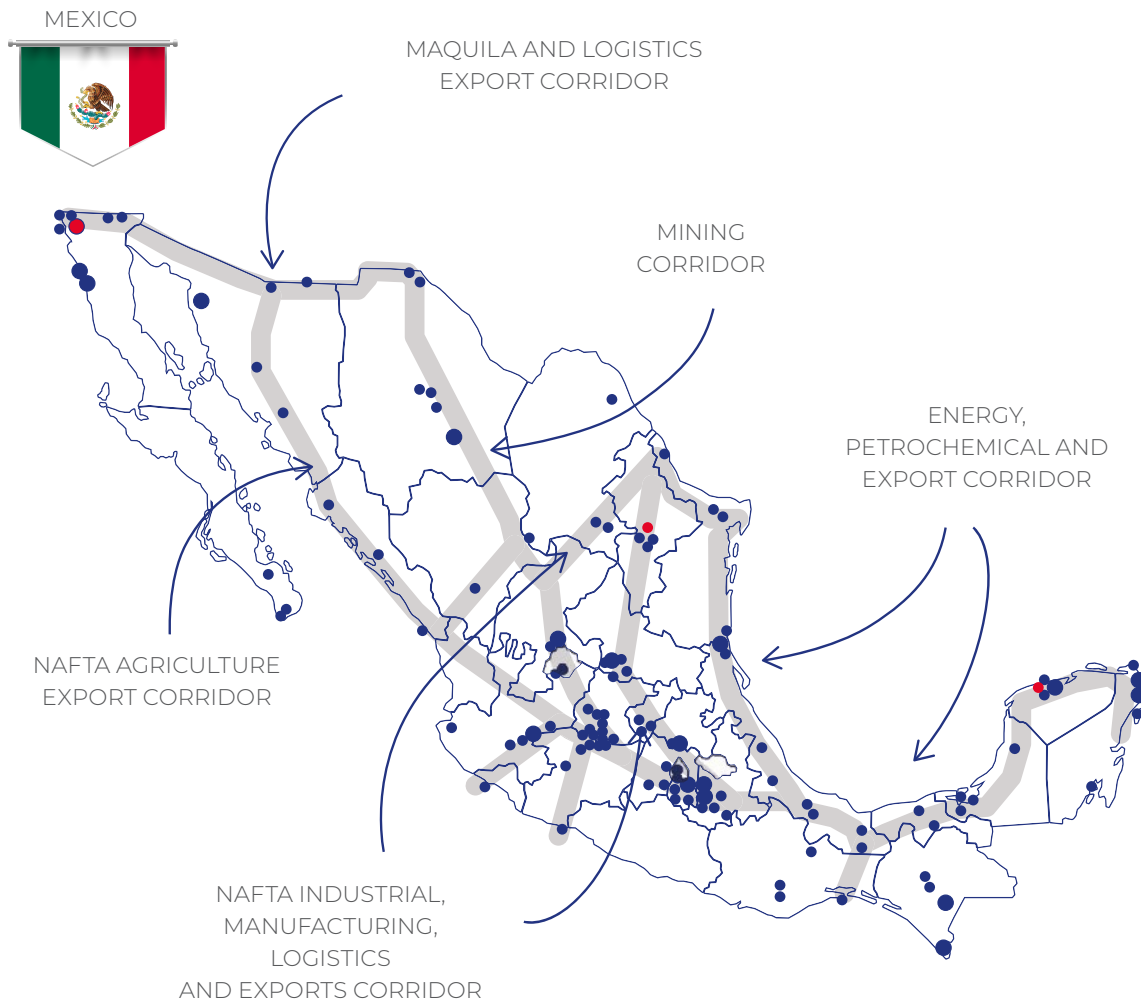 MEXICO
MAQUILA AND LOGISTICS
EXPORT CORRIDOR
MINING
CORRIDOR
ENERGY,
PETROCHEMICAL AND
EXPORT CORRIDOR
NAFTA AGRICULTURE
EXPORT CORRIDOR
NAFTA INDUSTRIAL,
MANUFACTURING,
LOGISTICS
AND EXPORTS CORRIDOR